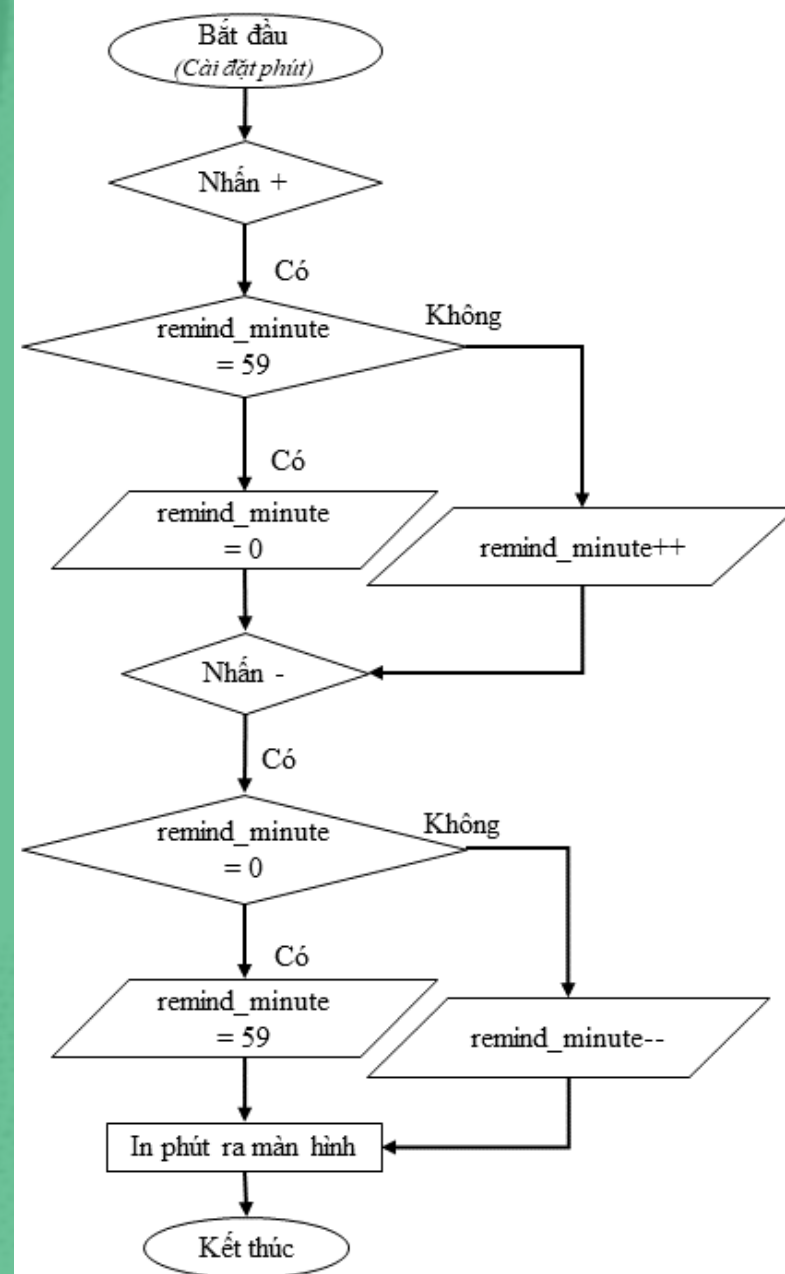 Bắt đầu
(Cài đặt phút)
Nhấn +
Có
remind_minute
= 59
Không
Có
remind_minute
= 0
remind_minute++
Nhấn -
Có
remind_minute
= 0
Không
Có
remind_minute
= 59
remind_minute--
In phút ra màn hình
Kết thúc